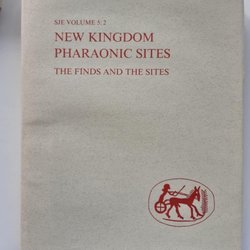 SJE VOLUME 5:2
NEW KINGDOM
PHARAONIC SITES
THE FINDS AND THE SITES